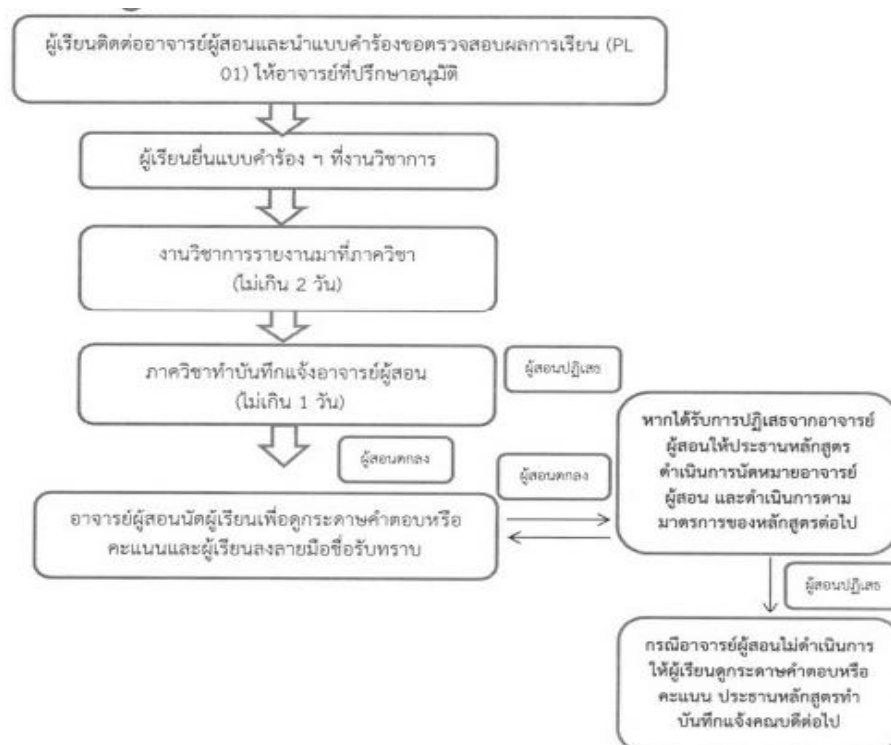 ผู้เรียนติดต่ออาจารย์ผู้สอนและนำแบบคำร้องขอตรวจสอบผลการเรียน (PL
01) ให้อาจารย์ที่ปรึกษาอนุมัติ
ผู้เรียนยื่นแบบคำร้อง ฯ ที่งานวิชาการ
งานวิชาการรายงานมาที่ภาควิชา
(ไม่เกิน 2 วัน)
ภาควิชาทำบันทึกแจ้งอาจารย์ผู้สอน
(ไม่เกิน 1 วัน)
ผู้สอนปฏิเสธ
ผู้สอนตกลง
อาจารย์ผู้สอนนัดผู้เรียนเพื่อดูกระดาษคำตอบหรือ
คะแนนและผู้เรียนลงลายมือชื่อรับทราบ
ผู้สอนตกลง
หากได้รับการปฏิเสธจากอาจารย์
ผู้สอนให้ประธานหลักสูตร
ดำเนินการนัดหมายอาจารย์
ผู้สอน และดำเนินการตาม
มาตรการของหลักสูตรต่อไป
ผู้สอนปฏิเสธ
กรณีอาจารย์ผู้สอนไม่ดำเนินการ
ให้ผู้เรียนดูกระดาษคำตอบหรือ
คะแนน ประธานหลักสูตรทำ
บันทึกแจ้งคณบดีต่อไป